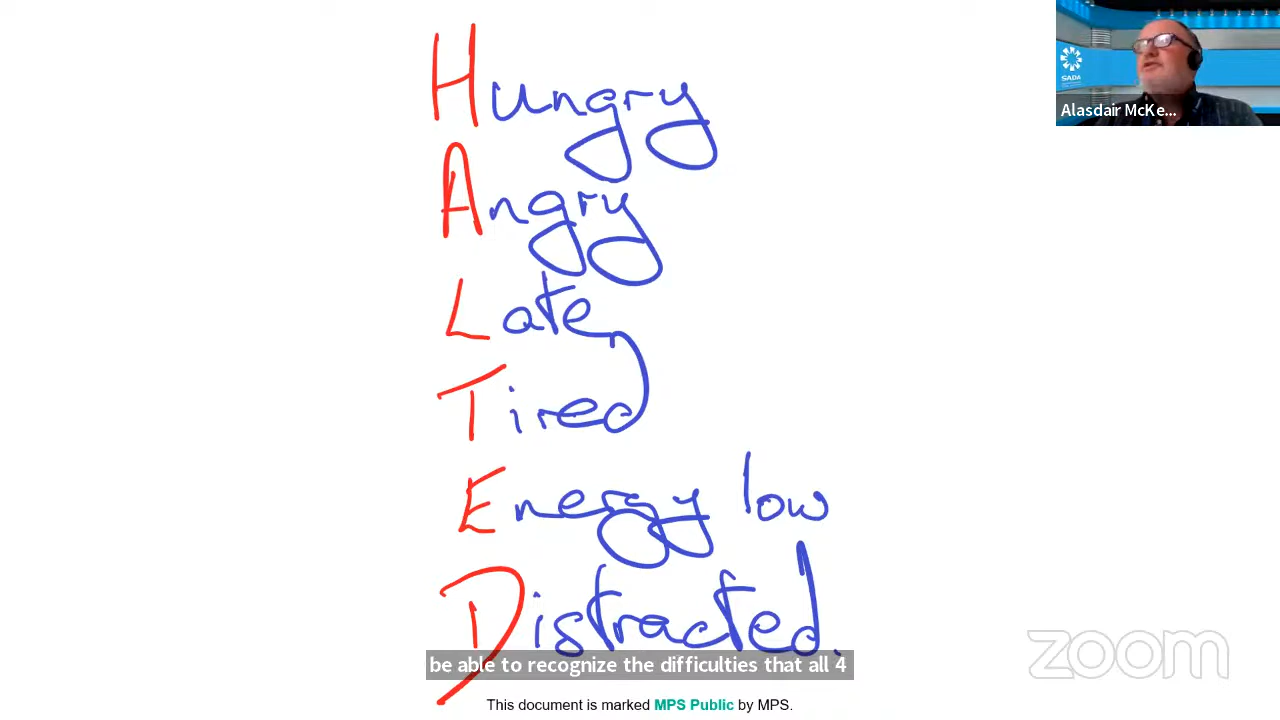 Hungry
Angry
Late
Tired
Energy low
Distracted.
be able to recognize the difficulties that all 4
This document is marked MPS Public by MPS.
SADA
Alasdair McKe...
zoom